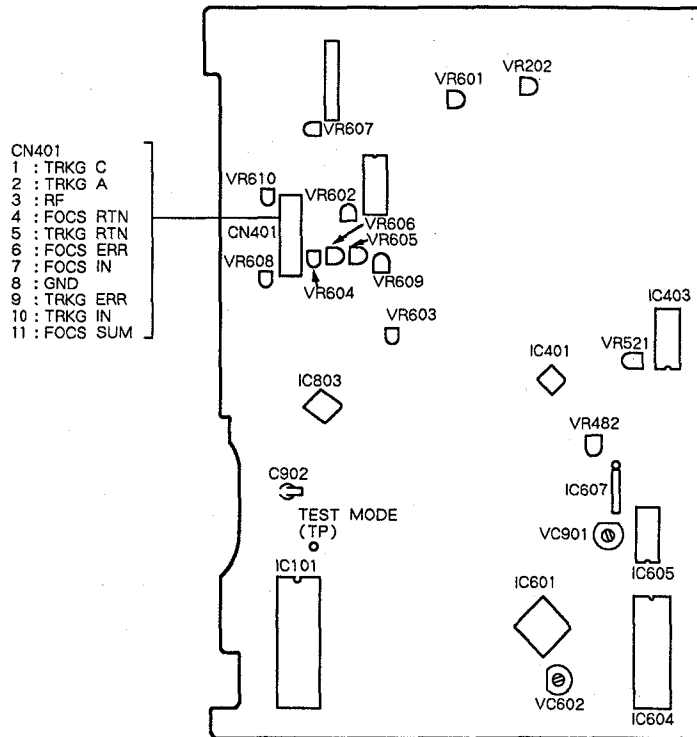 VR601
VR202
VR607
CN401
1 : TRKG C
2 : TRKG A
3 : RF
4 : FOCS RTN
5 : TRKG RTN
6 : FOCS ERR
7 : FOCS IN
8 : GND
9 : TRKG ERR
10 : TRKG IN
11 : FOCS SUM
VR610
VR602
CN401
VR606
VR605
VR608
VR604
VR609
VR603
IC403
VR521
IC401
IC803
VR482
C902
IC607
TEST MODE
(TP)
VC901
IC101
IC605
IC601
VC602
IC604